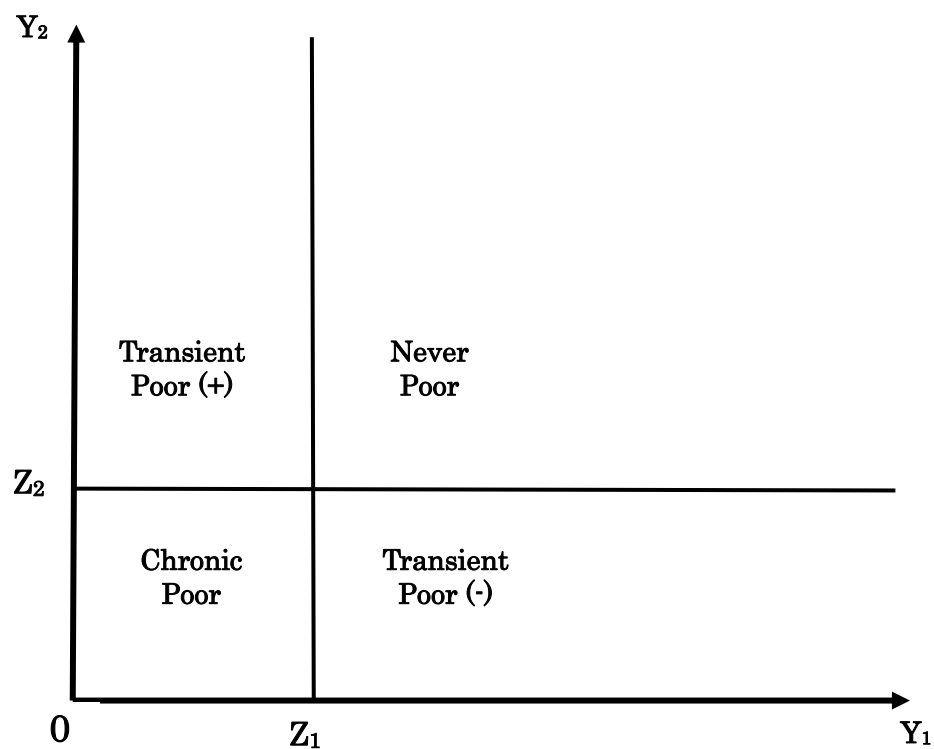 Y₂
Transient
Poor (+)
Never
Poor
Z₂
Chronic
Poor
Transient
Poor (-)
0
Z₁
Y₁